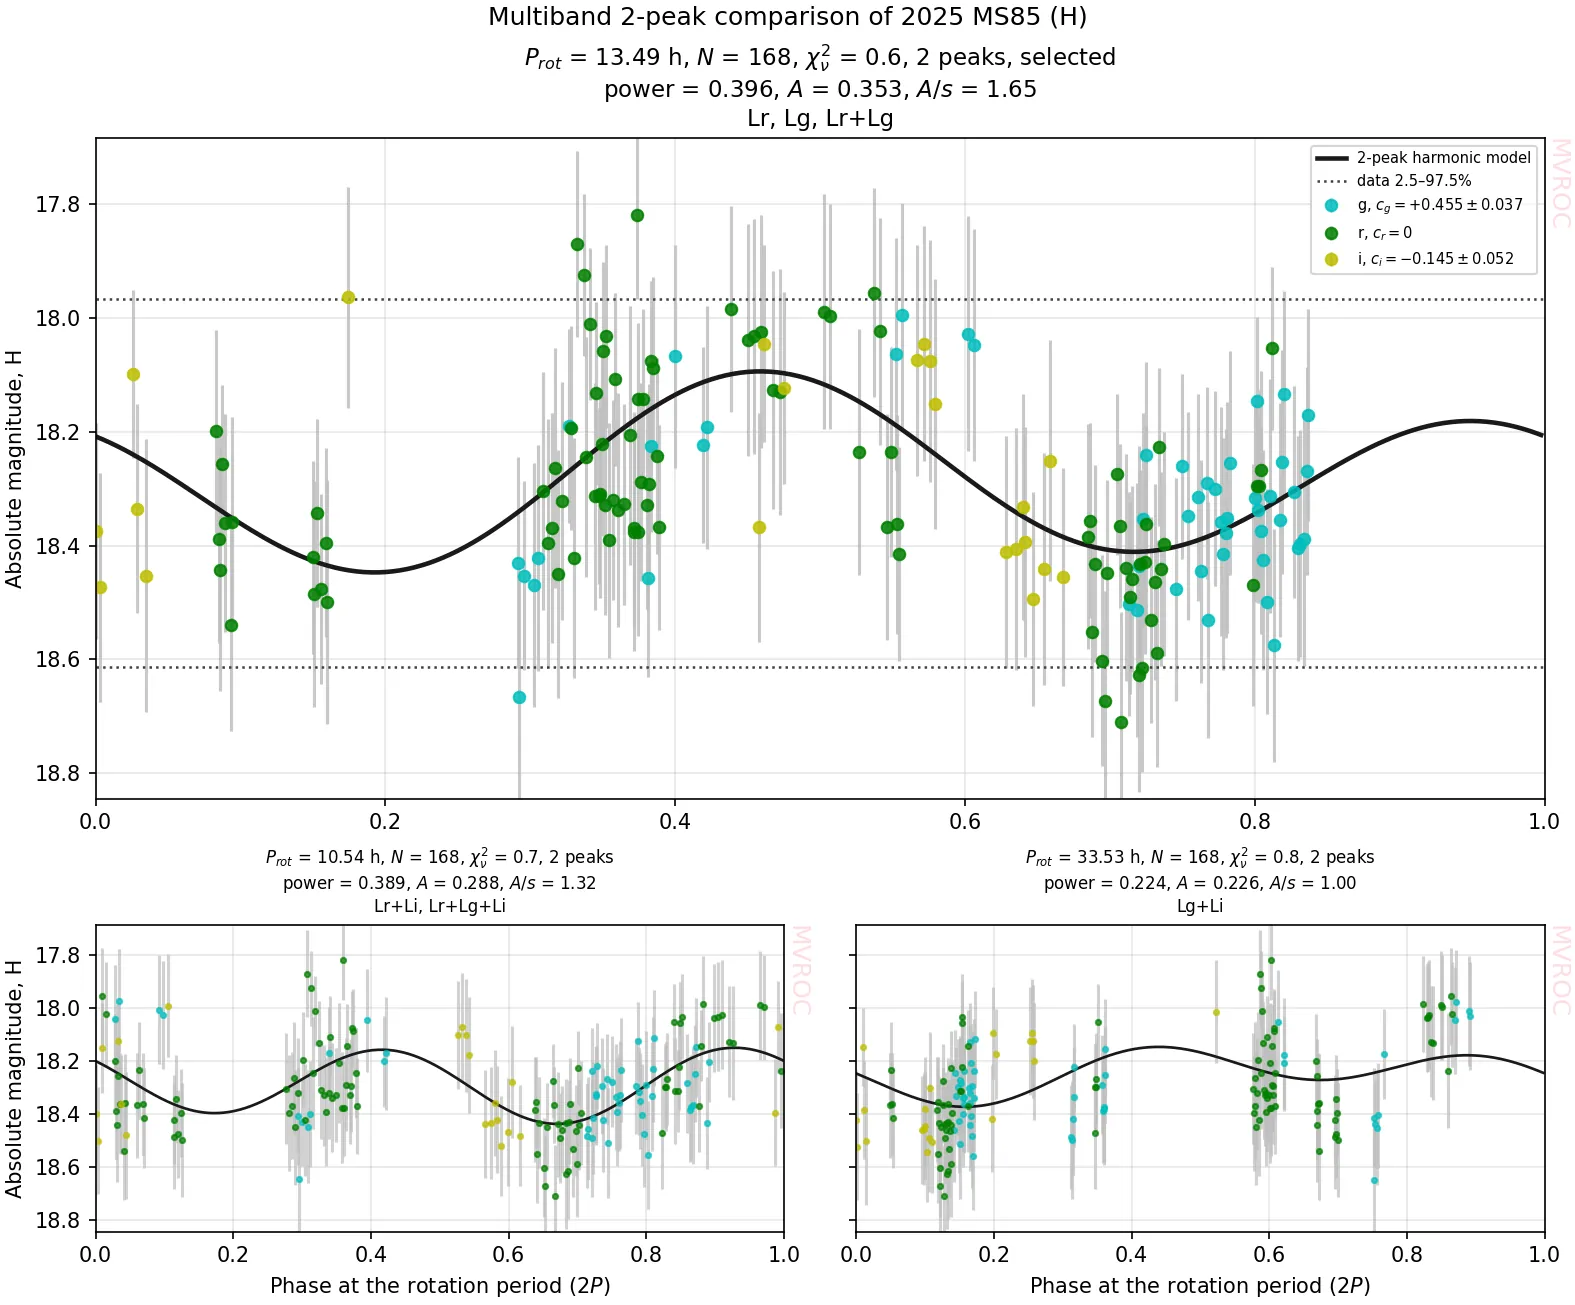 Multiband 2-peak comparison of 2025 MS85 (H)
P_rot = 13.49 h, N = 168, χ²_ν = 0.6, 2 peaks, selected
power = 0.396, A = 0.353, A/s = 1.65
Lr, Lg, Lr+Lg
MVROC
2-peak harmonic model
data 2.5–97.5%
g, c_g = +0.455 ± 0.037
r, c_r = 0
i, c_i = −0.145 ± 0.052
Absolute magnitude, H
17.8
18.0
18.2
18.4
18.6
18.8
0.0 0.2 0.4 0.6 0.8 1.0
P_rot = 10.54 h, N = 168, χ²_ν = 0.7, 2 peaks
power = 0.389, A = 0.288, A/s = 1.32
Lr+Li, Lr+Lg+Li
MVROC
Absolute magnitude, H
17.8
18.0
18.2
18.4
18.6
18.8
0.0 0.2 0.4 0.6 0.8 1.0
Phase at the rotation period (2P)
P_rot = 33.53 h, N = 168, χ²_ν = 0.8, 2 peaks
power = 0.224, A = 0.226, A/s = 1.00
Lg+Li
MVROC
0.0 0.2 0.4 0.6 0.8 1.0
Phase at the rotation period (2P)